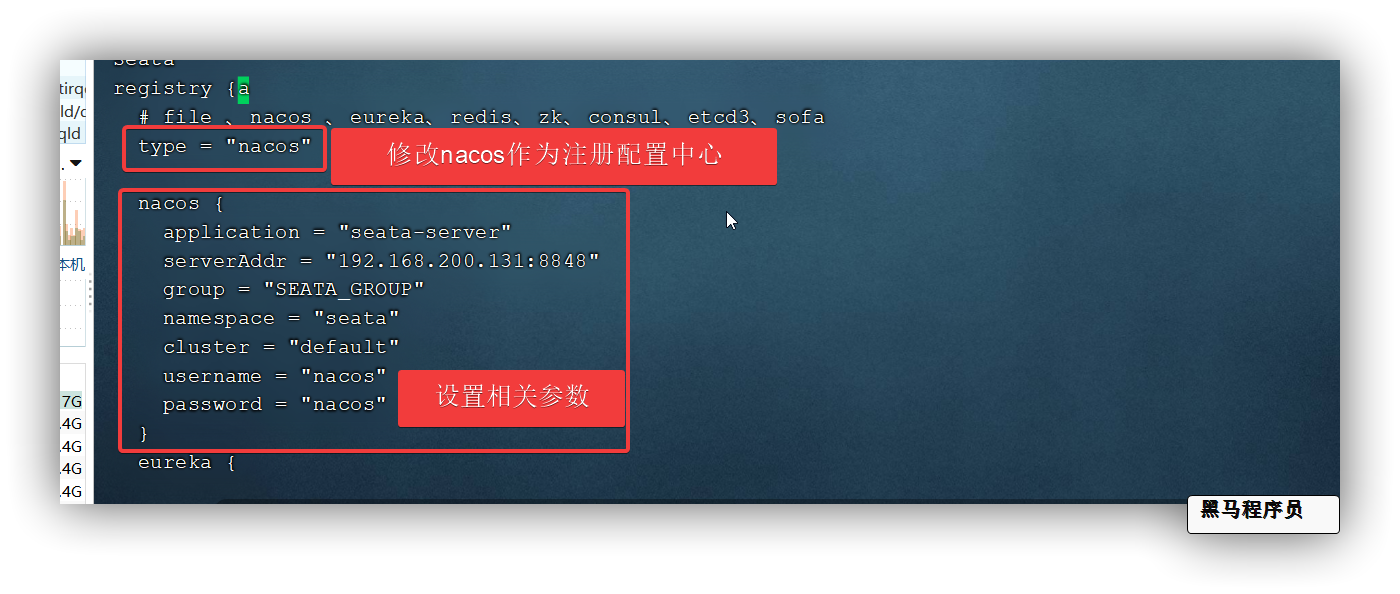 Seata
registry {a
# file 、 nacos 、 eureka、 redis、 zk、 consul、 etcd3、 sofa
type = "nacos"
修改nacos作为注册配置中心
nacos {
application = "seata-server"
serverAddr = "192.168.200.131:8848"
group = "SEATA_GROUP"
namespace = "seata"
cluster = "default"
username = "nacos"
password = "nacos"
设置相关参数
}
eureka {
tirqd
ld/c
qld
本机
7G
.4G
.4G
.4G
.4G
黑马程序员